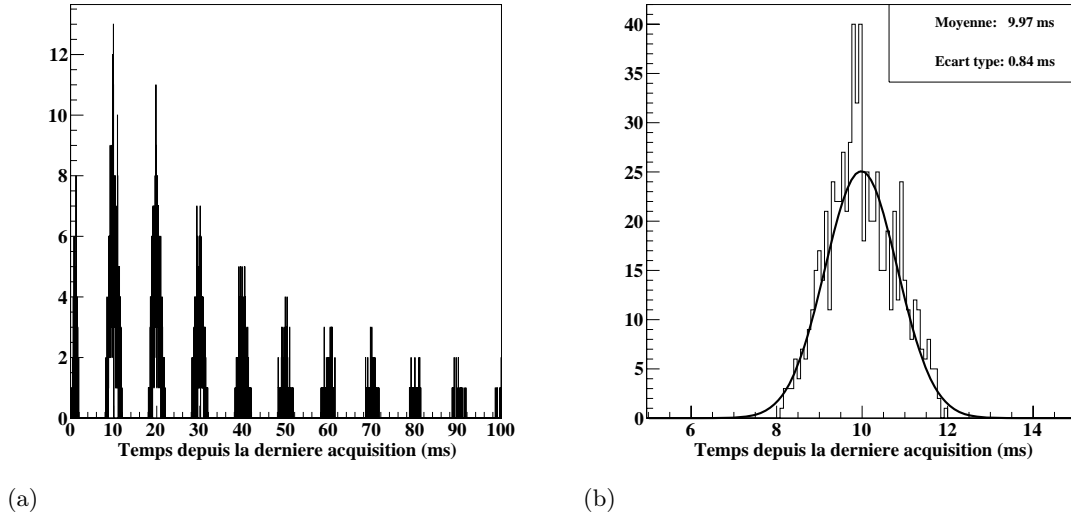 12
10
8
6
4
2
0
0 10 20 30 40 50 60 70 80 90 100
Temps depuis la derniere acquisition (ms)
(a)
Moyenne: 9.97 ms
Ecart type: 0.84 ms
40
35
30
25
20
15
10
5
0
6 8 10 12 14
Temps depuis la derniere acquisition (ms)
(b)